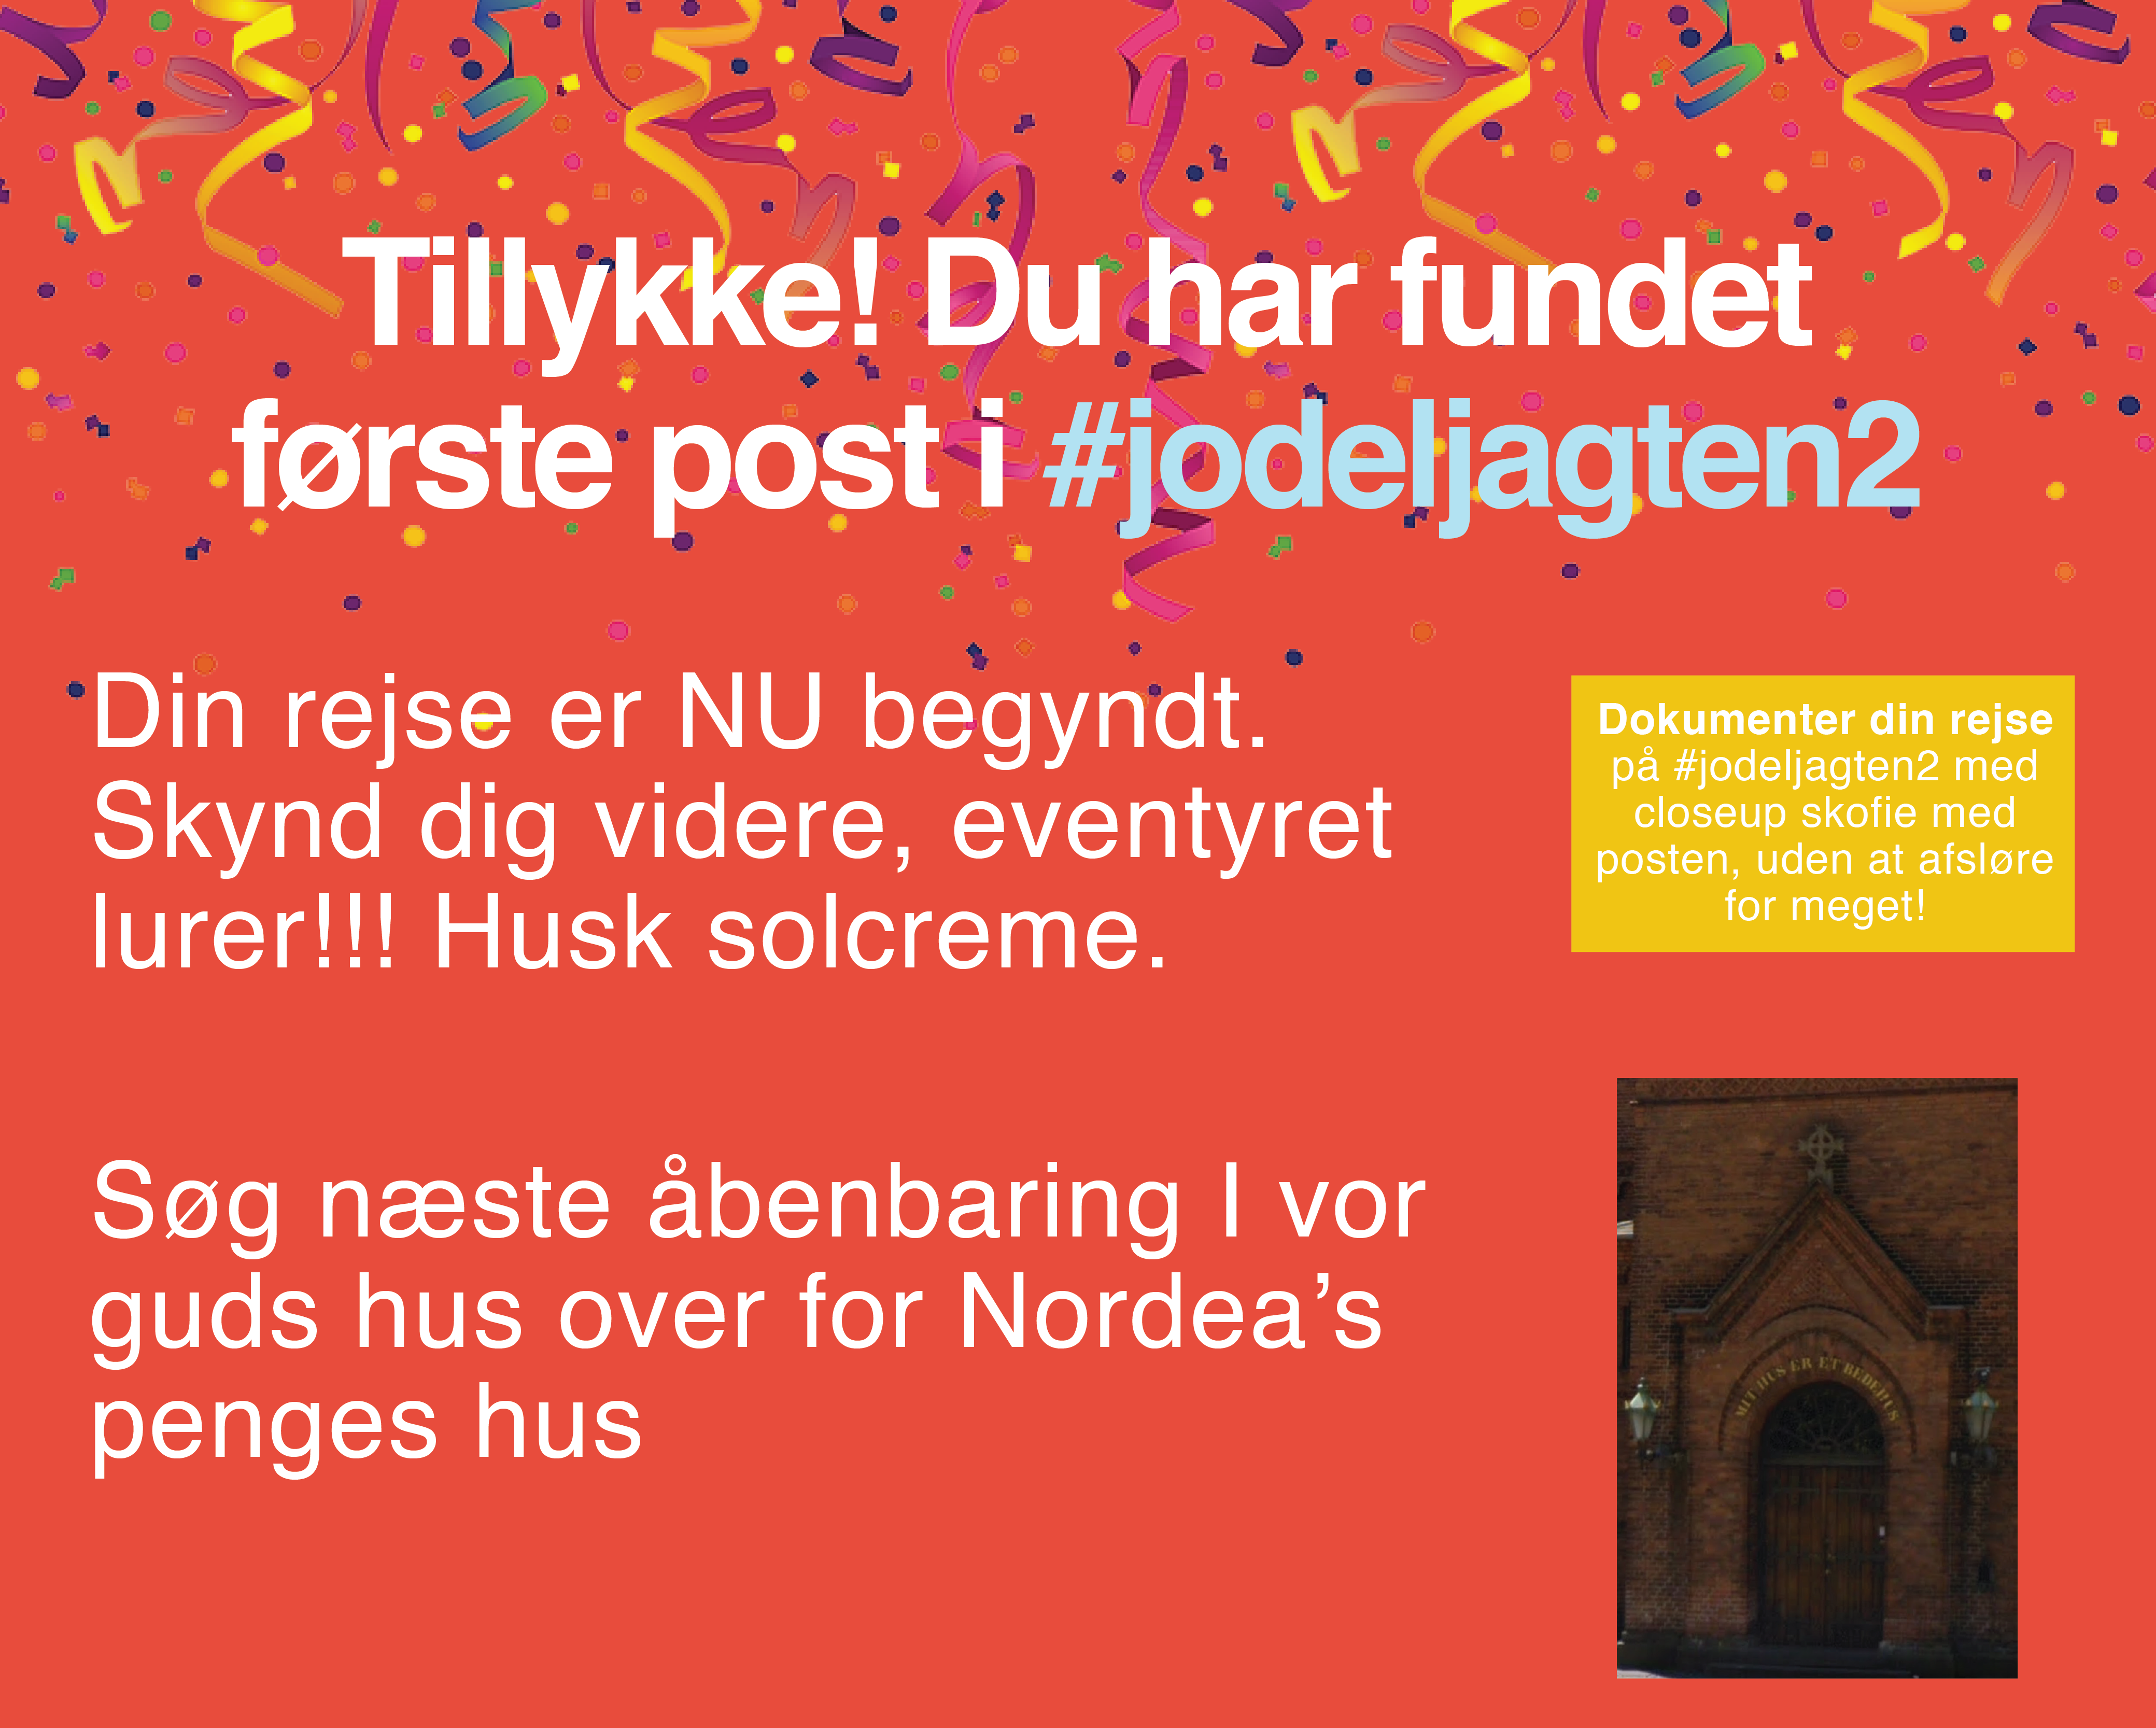 Tillykke! Du har fundet
første post i #jodeljagten2
Din rejse er NU begyndt.
Skynd dig videre, eventyret
lurer!!! Husk solcreme.
Dokumenter din rejse
på #jodeljagten2 med
closeup skofie med
posten, uden at afsløre
for meget!
Søg næste åbenbaring I vor
guds hus over for Nordea’s
penges hus
MIT HUS ER ET BEDEHUS